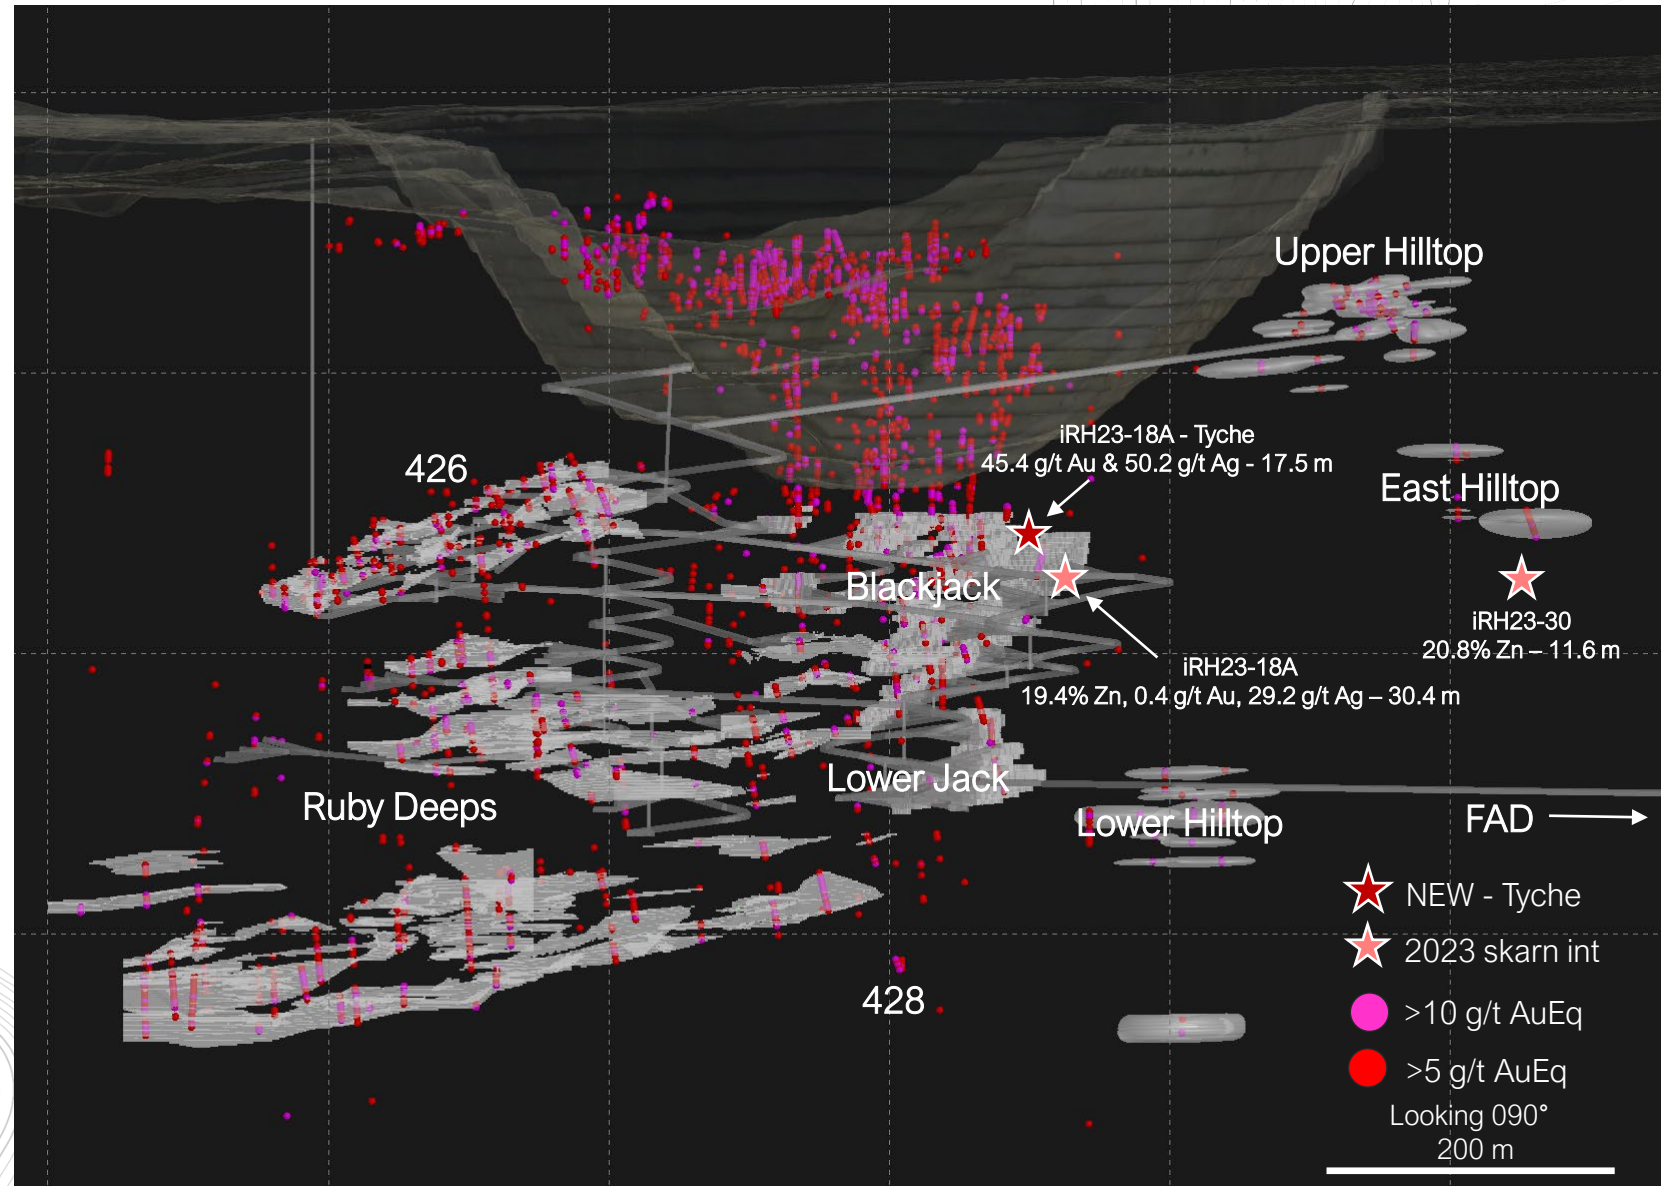 Upper Hilltop
iRH23-18A - Tyche
45.4 g/t Au & 50.2 g/t Ag - 17.5 m
426
East Hilltop
Blackjack
iRH23-30
20.8% Zn – 11.6 m
iRH23-18A
19.4% Zn, 0.4 g/t Au, 29.2 g/t Ag – 30.4 m
Lower Jack
Ruby Deeps
Lower Hilltop
FAD
NEW - Tyche
2023 skarn int
428
>10 g/t AuEq
>5 g/t AuEq
Looking 090°
200 m